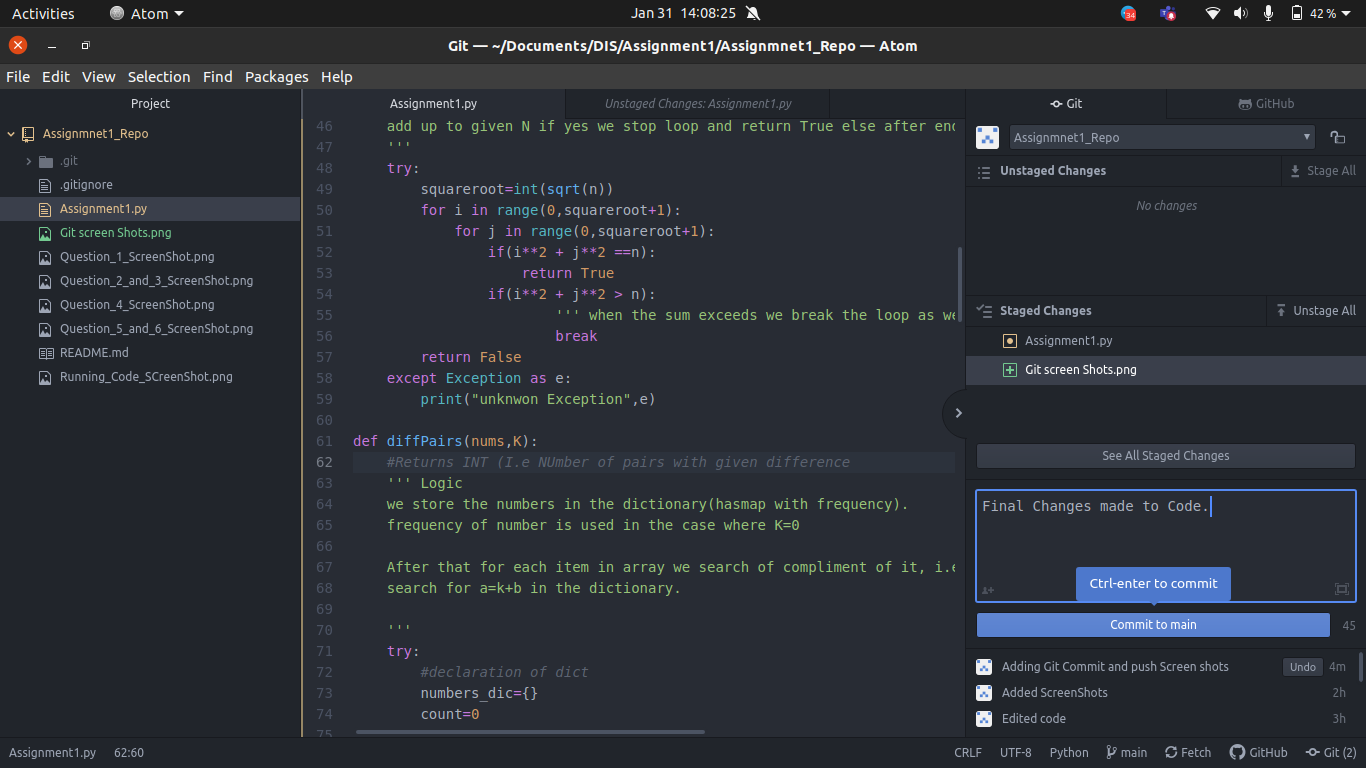 Activities
Atom
Jan 31 14:08:25
34
42 %
Git — ~/Documents/DIS/Assignment1/Assignmnet1_Repo — Atom
File Edit View Selection Find Packages Help
Project
Assignmnet1_Repo
.git
.gitignore
Assignment1.py
Git screen Shots.png
Question_1_ScreenShot.png
Question_2_and_3_ScreenShot.png
Question_4_ScreenShot.png
Question_5_and_6_ScreenShot.png
README.md
Running_Code_SCreenShot.png
Assignment1.py
Unstaged Changes: Assignment1.py
46 add up to given N if yes we stop loop and return True else after end
47 '''
48 try:
49 squareroot=int(sqrt(n))
50 for i in range(0,squareroot+1):
51 for j in range(0,squareroot+1):
52 if(i**2 + j**2 ==n):
53 return True
54 if(i**2 + j**2 > n):
55 ''' when the sum exceeds we break the loop as we
56 break
57 return False
58 except Exception as e:
59 print("unknwon Exception",e)
60
61 def diffPairs(nums,K):
62 #Returns INT (I.e NUmber of pairs with given difference
63 ''' Logic
64 we store the numbers in the dictionary(hasmap with frequency).
65 frequency of number is used in the case where K=0
66
67 After that for each item in array we search of compliment of it, i.e
68 search for a=k+b in the dictionary.
69
70 '''
71 try:
72 #declaration of dict
73 numbers_dic={}
74 count=0
75
Git
GitHub
Assignmnet1_Repo
Unstaged Changes
Stage All
No changes
Staged Changes
Unstage All
Assignment1.py
Git screen Shots.png
See All Staged Changes
Final Changes made to Code.
Ctrl-enter to commit
Commit to main
45
Adding Git Commit and push Screen shots Undo 4m
Added ScreenShots 2h
Edited code 3h
Assignment1.py 62:60
CRLF UTF-8 Python main Fetch GitHub Git (2)